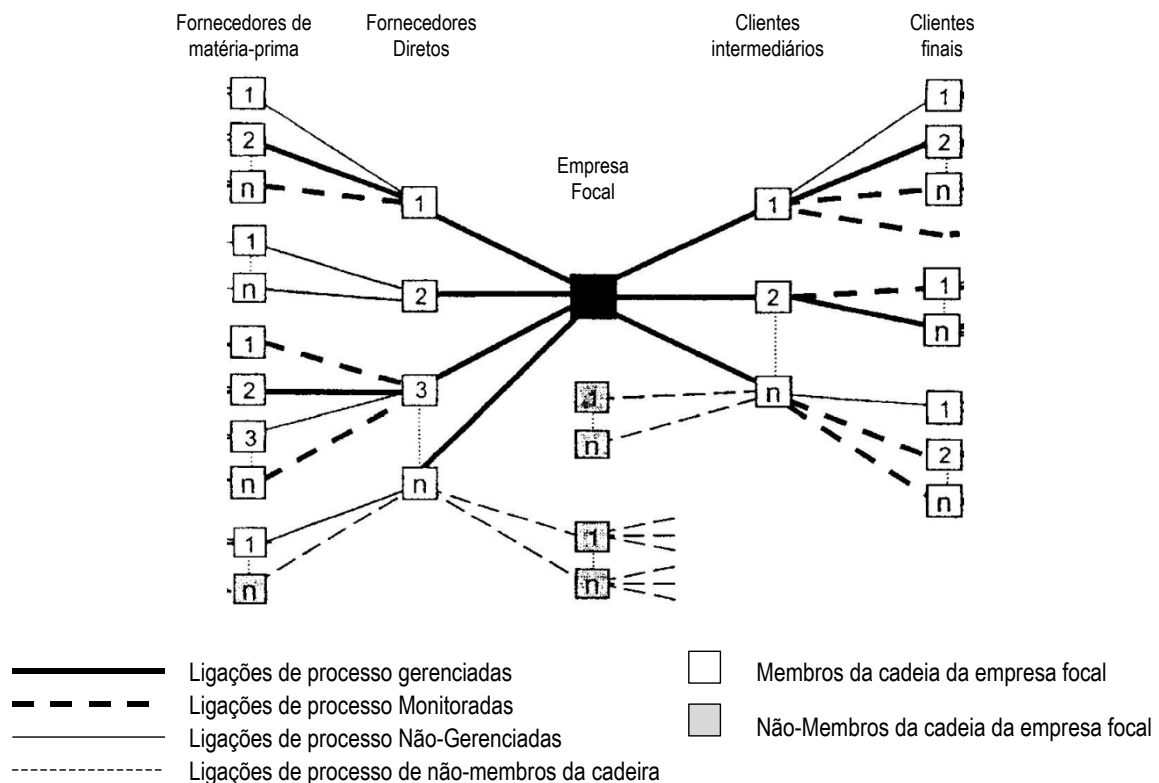 Fornecedores de
matéria-prima
Fornecedores
Diretos
Clientes
intermediários
Clientes
finais
Empresa
Focal
1
2
n
1
n
1
2
3
n
1
n
1
2
3
n
1
n
1
n
1
2
n
1
2
n
1
n
1
2
n
Ligações de processo gerenciadas
Ligações de processo Monitoradas
Ligações de processo Não-Gerenciadas
Ligações de processo de não-membros da cadeira
Membros da cadeia da empresa focal
Não-Membros da cadeia da empresa focal